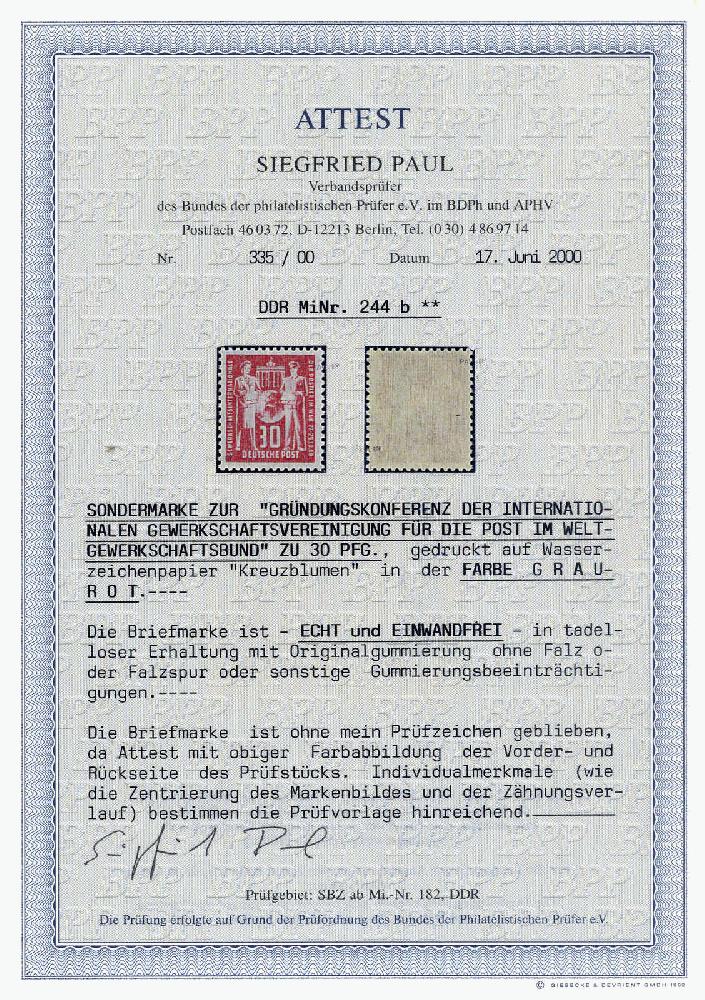 ATTEST
SIEGFRIED PAUL
Verbandsprüfer
des Bundes der philatelistischen Prüfer e.V. im BDPh und APHV
Postfach 46 03 72, D-12213 Berlin, Tel. (0 30) 4 86 97 14
Nr. 335 / 00 Datum 17. Juni 2000
DDR MiNr. 244 b **
30
DEUTSCHE POST
SONDERMARKE ZUR "GRÜNDUNGSKONFERENZ DER INTERNATIO-
NALEN GEWERKSCHAFTSVEREINIGUNG FÜR DIE POST IM WELT-
GEWERKSCHAFTSBUND" ZU 30 PFG., gedruckt auf Wasser-
zeichenpapier "Kreuzblumen" in der FARBE G R A U-
R O T.----
Die Briefmarke ist - ECHT und EINWANDFREI - in tadel-
loser Erhaltung mit Originalgummierung ohne Falz o-
der Falzspur oder sonstige Gummierungsbeeinträchti-
gungen.----
Die Briefmarke ist ohne mein Prüfzeichen geblieben,
da Attest mit obiger Farbabbildung der Vorder- und
Rückseite des Prüfstücks. Individualmerkmale (wie
die Zentrierung des Markenbildes und der Zähnungsver-
lauf) bestimmen die Prüfvorlage hinreichend.
Siegfried Paul
Prüfgebiet: SBZ ab Mi.-Nr. 182, DDR
Die Prüfung erfolgte auf Grund der Prüfordnung des Bundes der Philatelistischen Prüfer e.V.
© GIESECKE & DEVRIENT GMBH